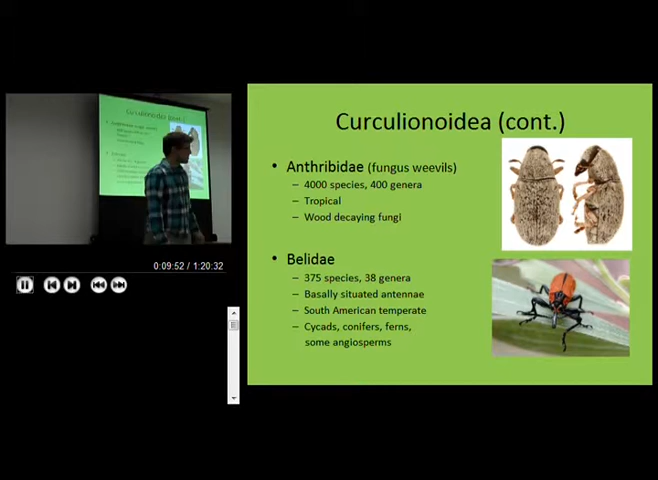 Curculionoidea (cont.)
• Anthribidae (fungus weevils)
– 4000 species, 400 genera
– Tropical
– Wood decaying fungi
• Belidae
– 375 species, 38 genera
– Basally situated antennae
– South American temperate
– Cycads, conifers, ferns,
some angiosperms
0:09:52 / 1:20:32